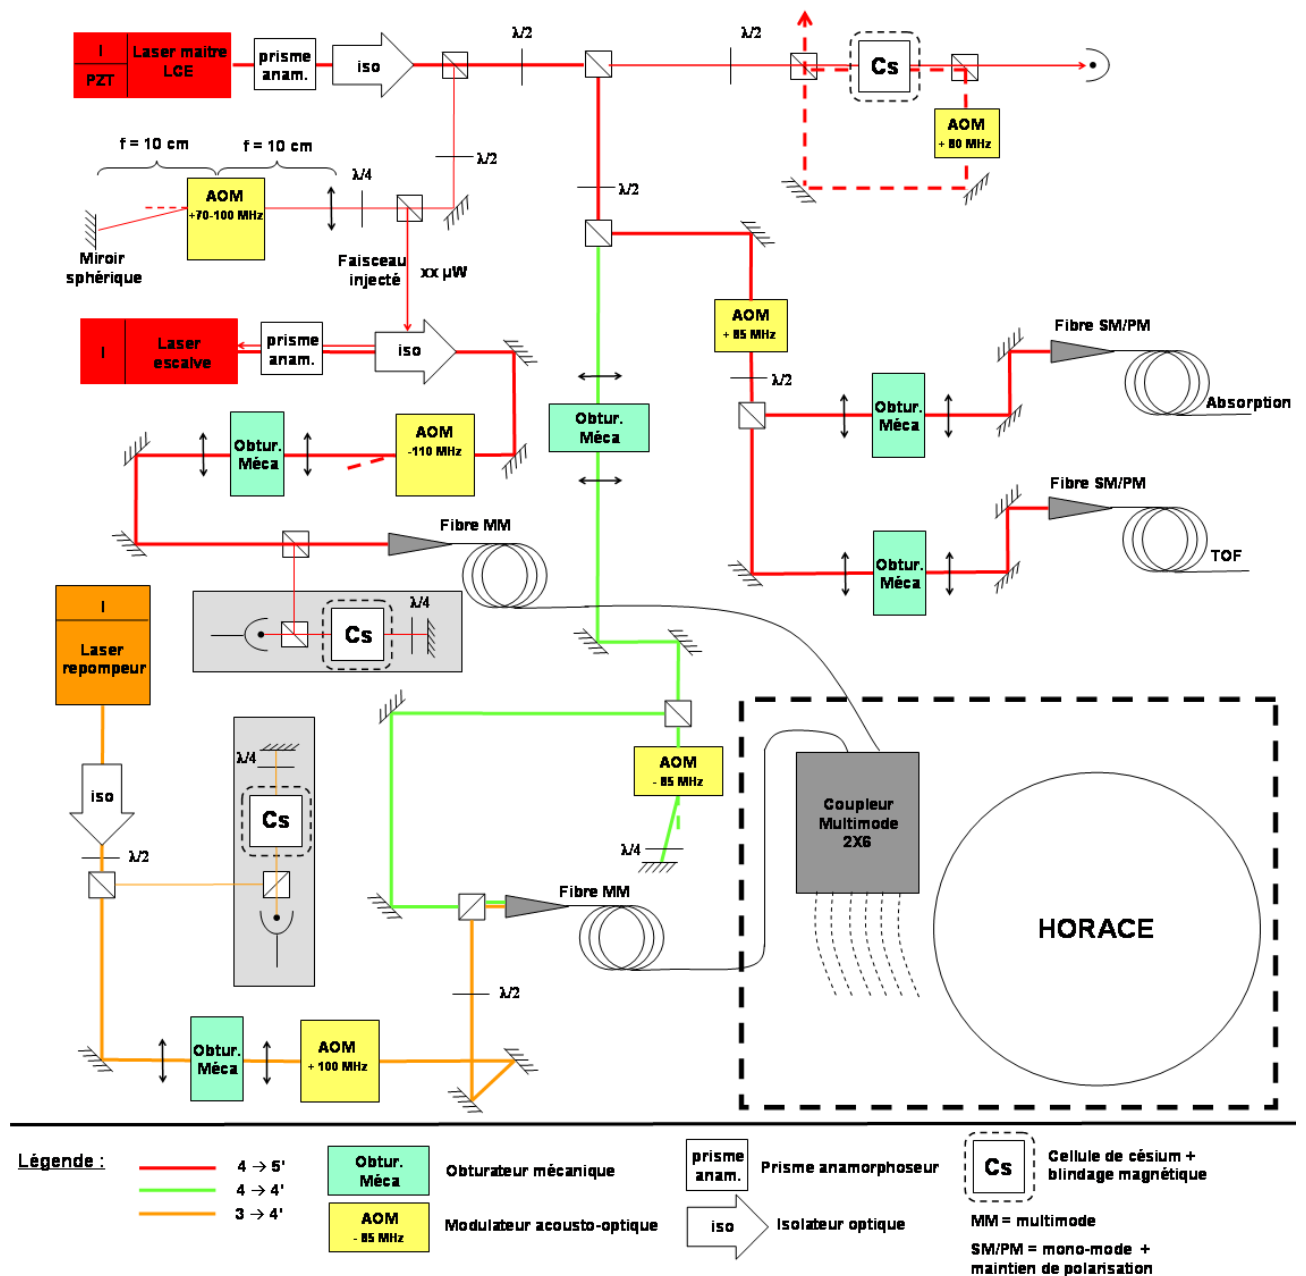 I
PZT
Laser maitre
LCE
prisme
anam.
iso
λ/2
λ/2
Cs
AOM
+ 80 MHz
f = 10 cm
f = 10 cm
λ/2
λ/4
AOM
+70-100 MHz
λ/2
Miroir
sphérique
Faisceau
injecté
xx µW
AOM
+ 85 MHz
I
Laser
escalve
prisme
anam.
iso
Fibre SM/PM
λ/2
Obtur.
Méca
Absorption
Obtur.
Méca
Obtur.
Méca
AOM
-110 MHz
Fibre SM/PM
Fibre MM
Obtur.
Méca
TOF
I
Laser
repompeur
Cs
λ/4
λ/4
Cs
iso
λ/2
AOM
- 85 MHz
λ/4
Coupleur
Multimode
2X6
Fibre MM
HORACE
λ/2
Obtur.
Méca
AOM
+ 100 MHz
Légende :
4 → 5'
4 → 4'
3 → 4'
Obtur.
Méca
Obturateur mécanique
AOM
- 85 MHz
Modulateur acousto-optique
prisme
anam.
Prisme anamorphoseur
iso
Isolateur optique
Cs
Cellule de césium +
blindage magnétique
MM = multimode
SM/PM = mono-mode +
maintien de polarisation